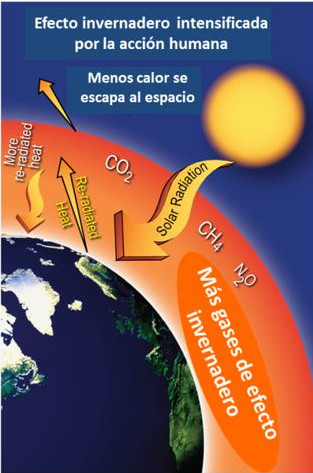 Efecto invernadero intensificada
por la acción humana
Menos calor se
escapa al espacio
More
re-radiated
heat
CO2
Re-radiated
Heat
Solar Radiation
CH4
N2O
Más gases de efecto
invernadero